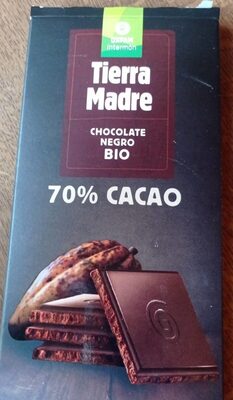 OXFAM
Intermón
Tierra
Madre
CHOCOLATE
NEGRO
BIO
70% CACAO